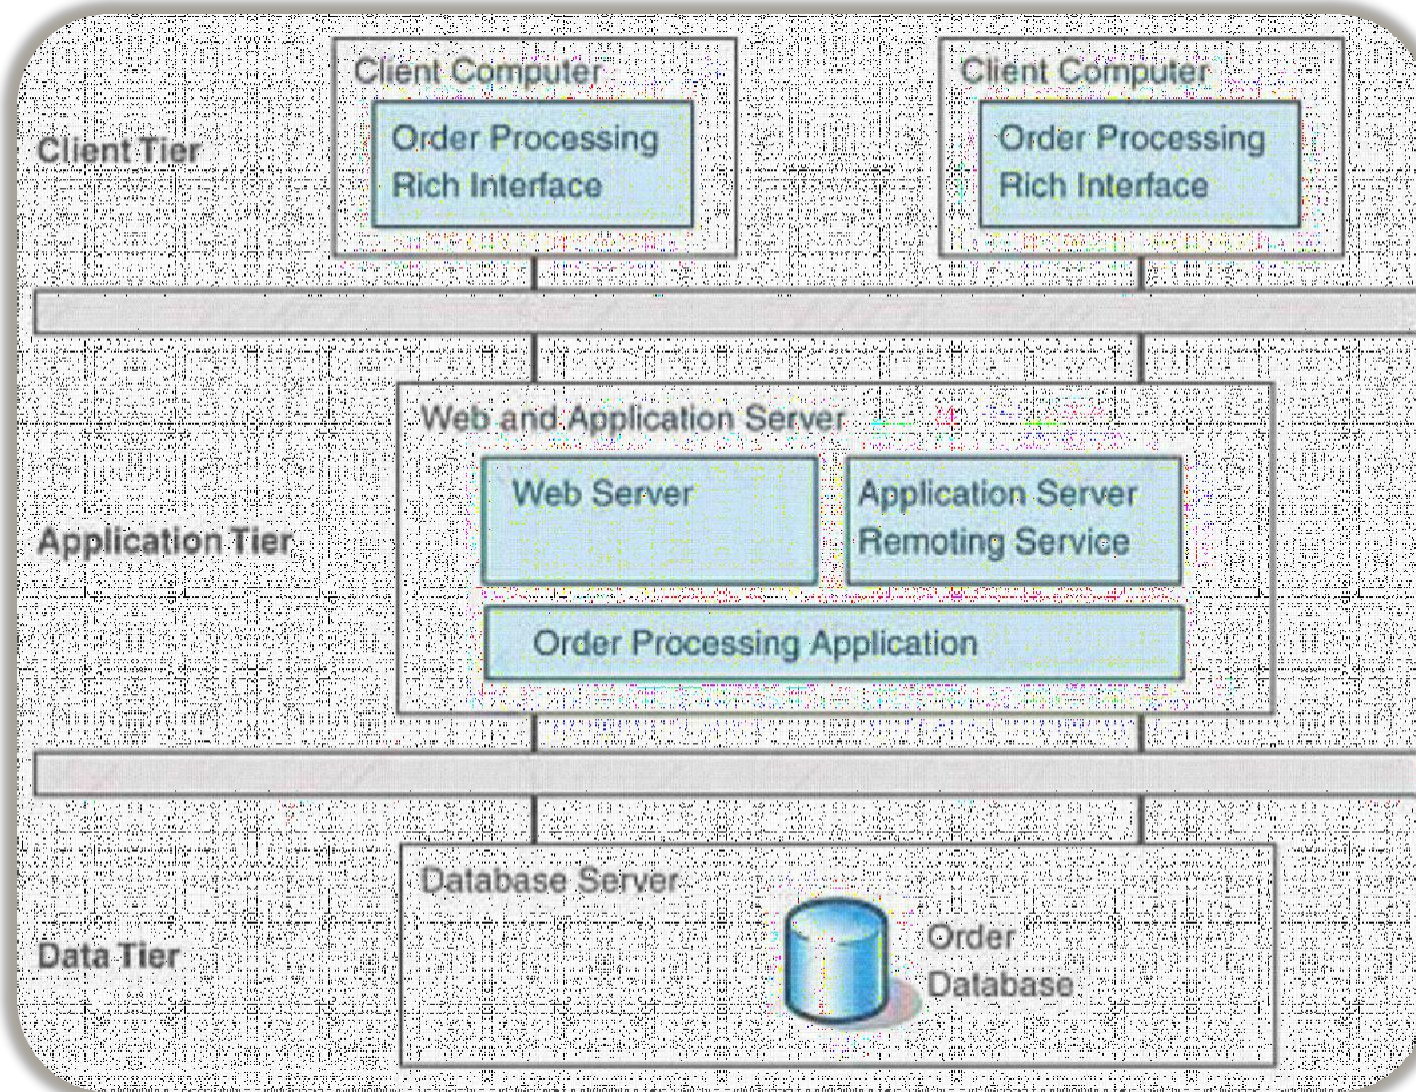 Client Computer
Client Computer
Order Processing
Rich Interface
Order Processing
Rich Interface
Client Tier
Web and Application Server
Web Server
Application Server
Remoting Service
Application Tier
Order Processing Application
Database Server
Order
Database
Data Tier